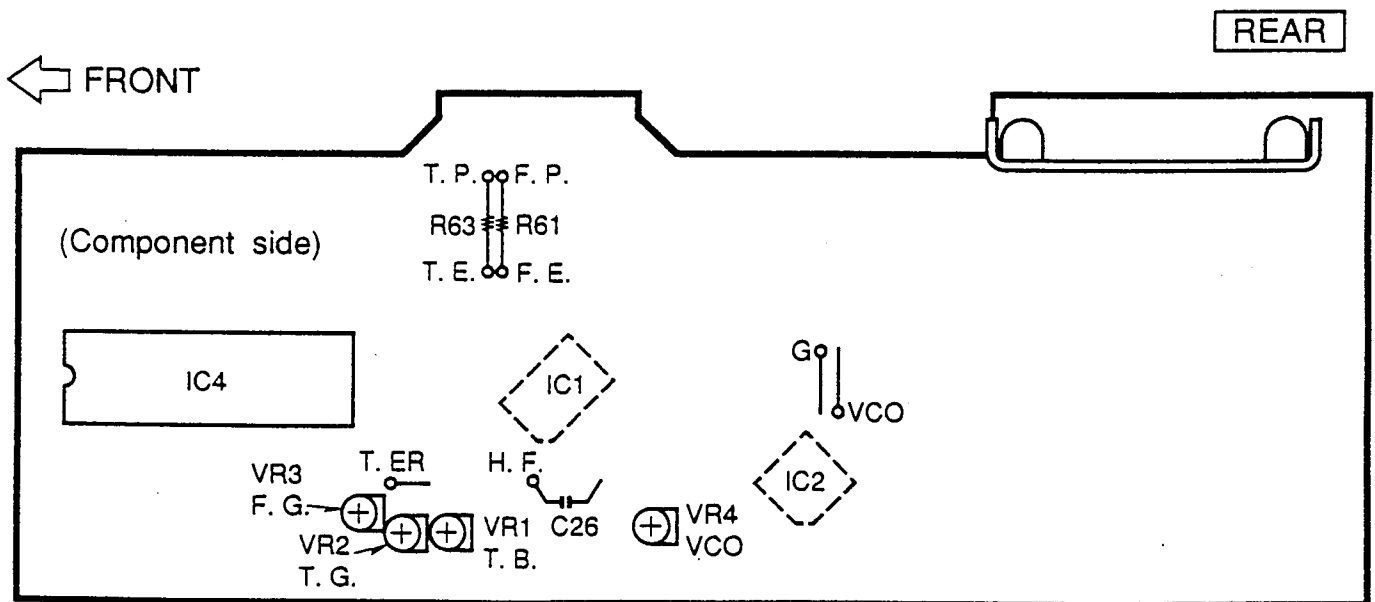 REAR
FRONT
T. P. F. P.
R63 R61
(Component side)
T. E. F. E.
IC4
IC1
G
VCO
IC2
T. ER
H. F.
VR3
F. G.
C26
VR4
VCO
VR1
T. B.
VR2
T. G.